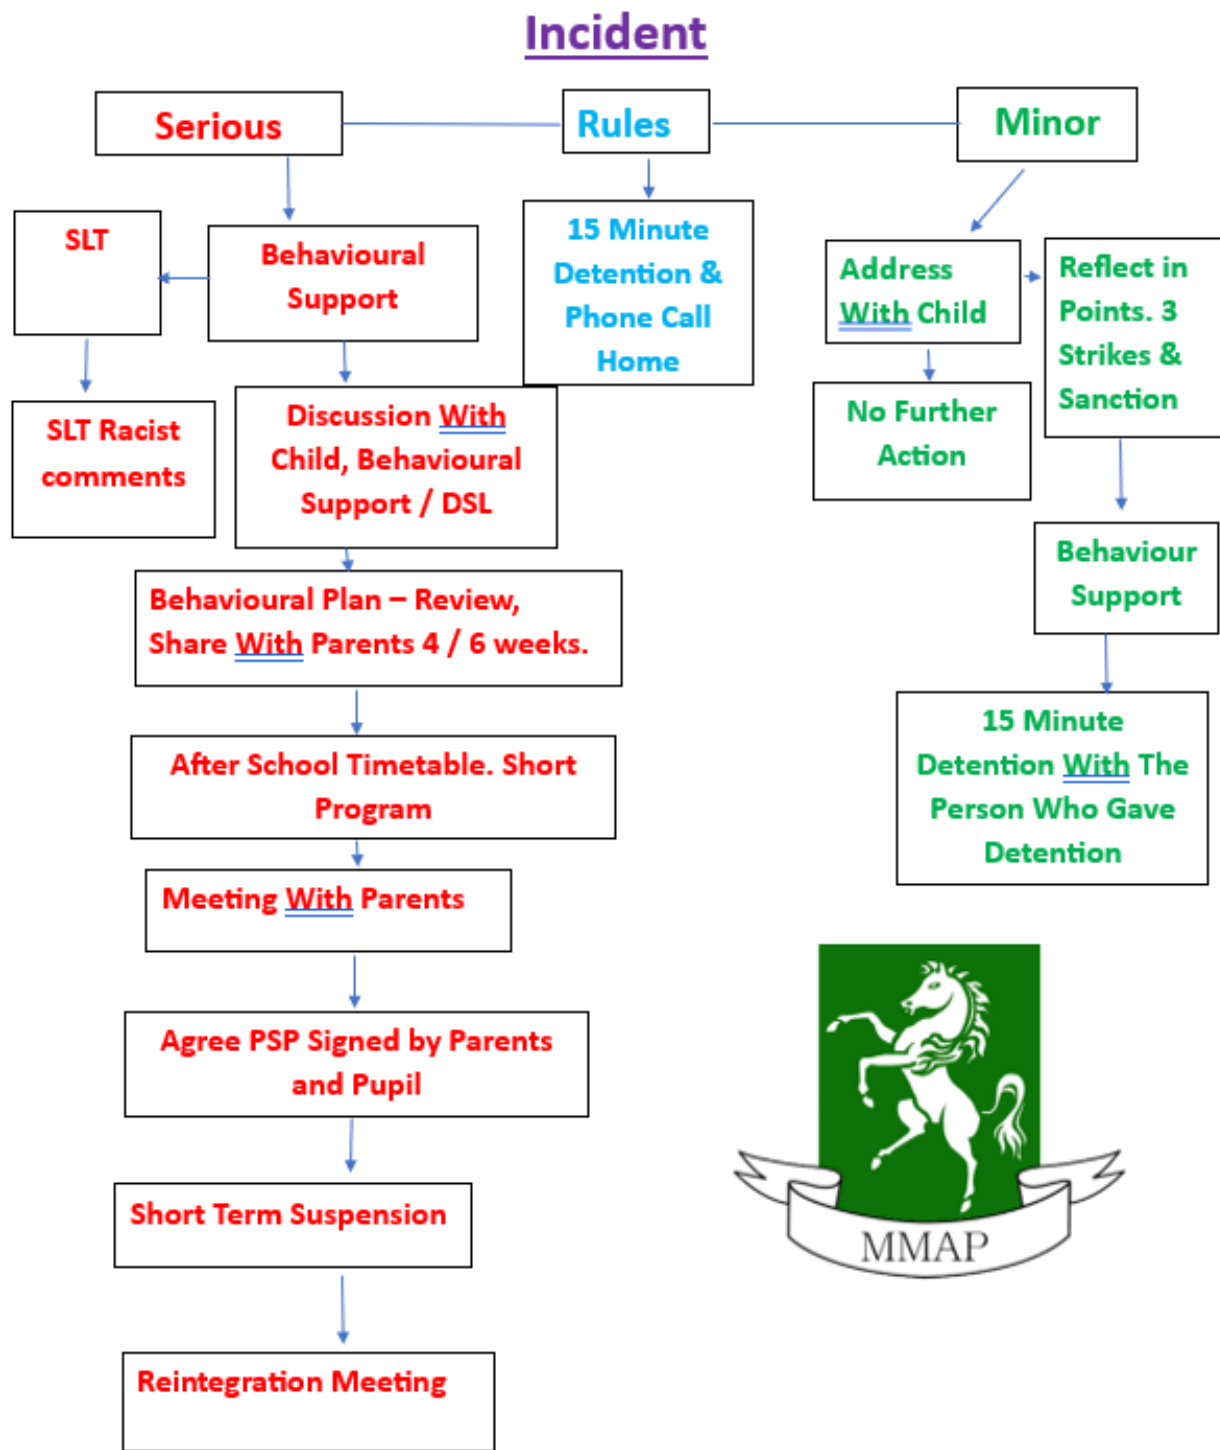 Incident
Serious
Rules
Minor
SLT
Behavioural
Support
15 Minute
Detention &
Phone Call
Home
Address
With Child
Reflect in
Points. 3
Strikes &
Sanction
SLT Racist
comments
Discussion With
Child, Behavioural
Support / DSL
No Further
Action
Behaviour
Support
Behavioural Plan – Review,
Share With Parents 4 / 6 weeks.
15 Minute
Detention With The
Person Who Gave
Detention
After School Timetable. Short
Program
Meeting With Parents
Agree PSP Signed by Parents
and Pupil
Short Term Suspension
Reintegration Meeting
MMAP